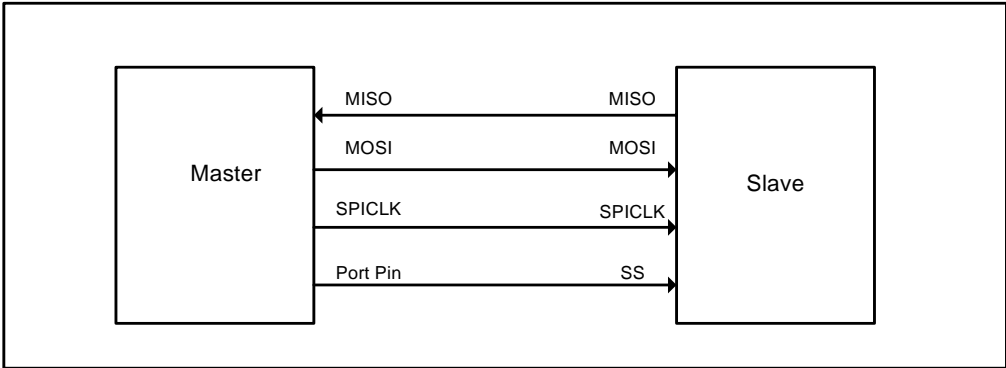 MISO MISO
MOSI MOSI
Master
Slave
SPICLK SPICLK
Port Pin SS